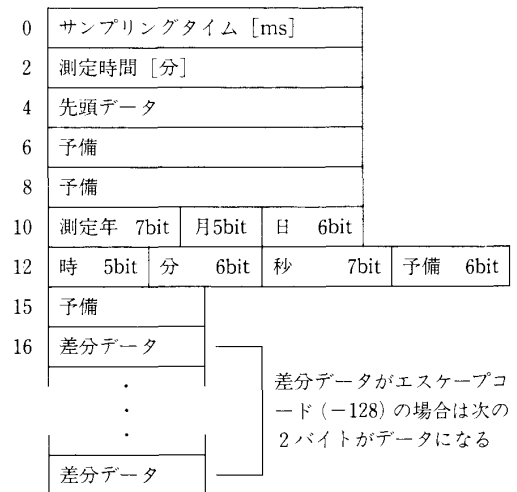 0 サンプリングタイム [ms]
2 測定時間 [分]
4 先頭データ
6 予備
8 予備
10 測定年 7bit 月5bit 日 6bit
12 時 5bit 分 6bit 秒 7bit 予備 6bit
15 予備
16 差分データ
差分データがエスケープコ
ード (-128) の場合は次の
2バイトがデータになる
差分データ